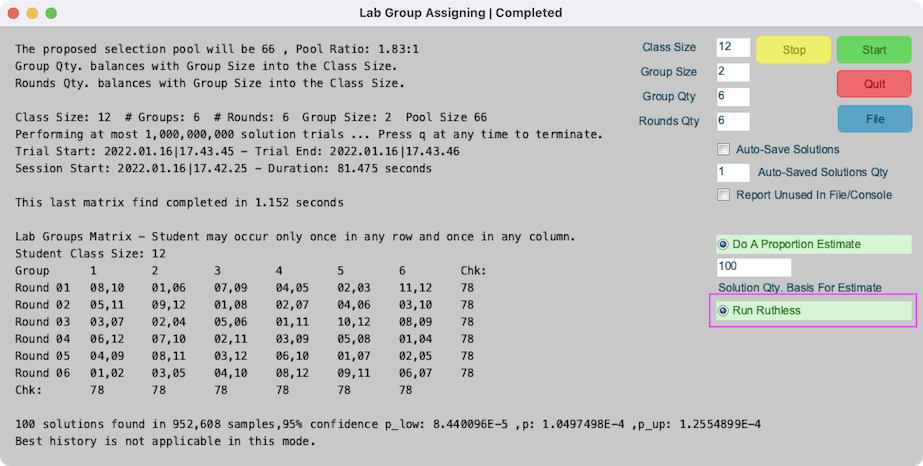 Lab Group Assigning | Completed
The proposed selection pool will be 66 , Pool Ratio: 1.83:1
Group Qty. balances with Group Size into the Class Size.
Rounds Qty. balances with Group Size into the Class Size.
Class Size: 12 # Groups: 6 # Rounds: 6 Group Size: 2 Pool Size 66
Performing at most 1,000,000,000 solution trials ... Press q at any time to terminate.
Trial Start: 2022.01.16|17.43.45 – Trial End: 2022.01.16|17.43.46
Session Start: 2022.01.16|17.42.25 – Duration: 81.475 seconds
This last matrix find completed in 1.152 seconds
Lab Groups Matrix – Student may occur only once in any row and once in any column.
Student Class Size: 12
Group 1 2 3 4 5 6 Chk:
Round 01 08,10 01,06 07,09 04,05 02,03 11,12 78
Round 02 05,11 09,12 01,08 02,07 04,06 03,10 78
Round 03 03,07 02,04 05,06 01,11 10,12 08,09 78
Round 04 06,12 07,10 02,11 03,09 05,08 01,04 78
Round 05 04,09 08,11 03,12 06,10 01,07 02,05 78
Round 06 01,02 03,05 04,10 08,12 09,11 06,07 78
Chk: 78 78 78 78 78 78
100 solutions found in 952,608 samples,95% confidence p_low: 8.440096E-5 ,p: 1.0497498E-4 ,p_up: 1.2554899E-4
Best history is not applicable in this mode.
Class Size 12 Stop Start
Group Size 2 Quit
Group Qty 6
Rounds Qty 6 File
Auto-Save Solutions
1 Auto-Saved Solutions Qty
Report Unused In File/Console
Do A Proportion Estimate
100
Solution Qty. Basis For Estimate
Run Ruthless